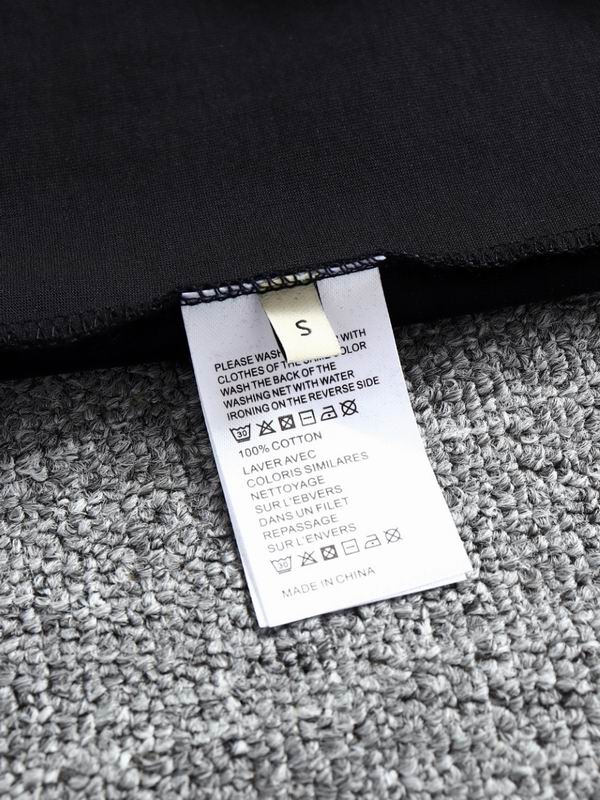 S
PLEASE WASH WITH
CLOTHES OF THE SAME COLOR
WASH THE BACK OF THE
WASHING NET WITH WATER
IRONING ON THE REVERSE SIDE
30
100% COTTON
LAVER AVEC
COLORIS SIMILARES
NETTOYAGE
SUR L'EBVERS
DANS UN FILET
REPASSAGE
SUR L'ENVERS
30
MADE IN CHINA